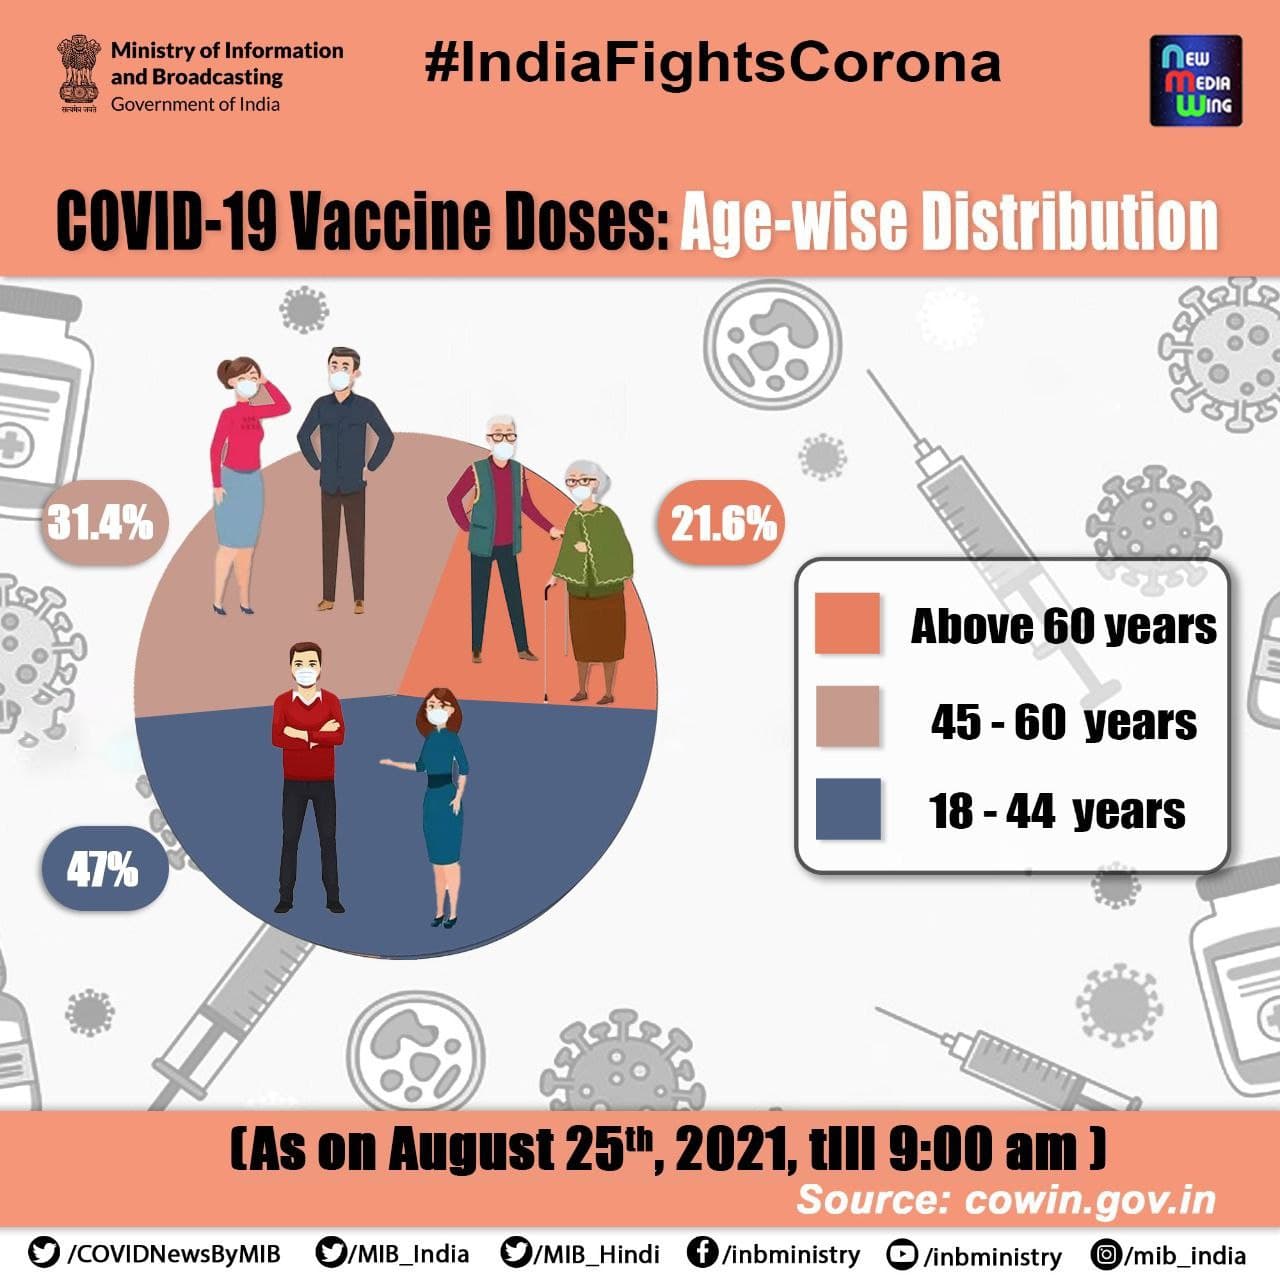 Ministry of Information
and Broadcasting
Government of India
सत्यमेव जयते
#IndiaFightsCorona
NEW
MEDIA
WING
COVID-19 Vaccine Doses: Age-wise Distribution
31.4%
21.6%
47%
Above 60 years
45 - 60 years
18 - 44 years
(As on August 25th, 2021, tIll 9:00 am )
Source: cowin.gov.in
/COVIDNewsByMIB /MIB_India /MIB_Hindi /inbministry /inbministry /mib_india